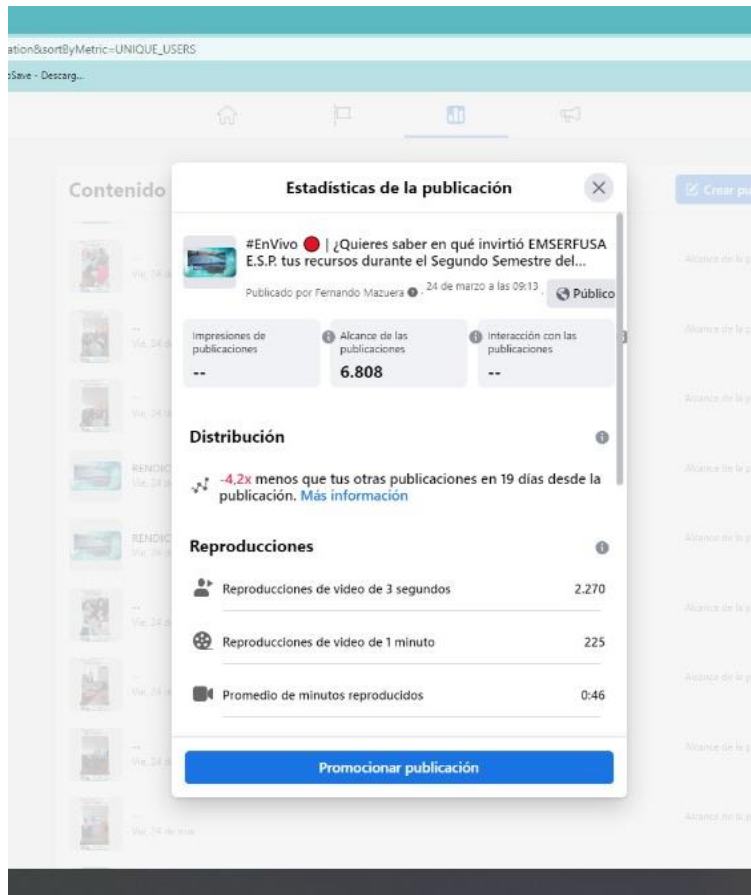 ation&sortByMetric=UNIQUE_USERS
Save - Descarg...
Contenido
Crear pu
Estadísticas de la publicación
#EnVivo 🔴 | ¿Quieres saber en qué invirtió EMSERFUSA
E.S.P. tus recursos durante el Segundo Semestre del...
Publicado por Fernando Mazuera · 24 de marzo a las 09:13 · Público
Impresiones de publicaciones
--
Alcance de las publicaciones
6.808
Interacción con las publicaciones
--
Distribución
-4,2x menos que tus otras publicaciones en 19 días desde la
publicación. Más información
Reproducciones
Reproducciones de video de 3 segundos 2.270
Reproducciones de video de 1 minuto 225
Promedio de minutos reproducidos 0:46
Promocionar publicación
RENDIC
RENDIC
Vie, 24 de mar